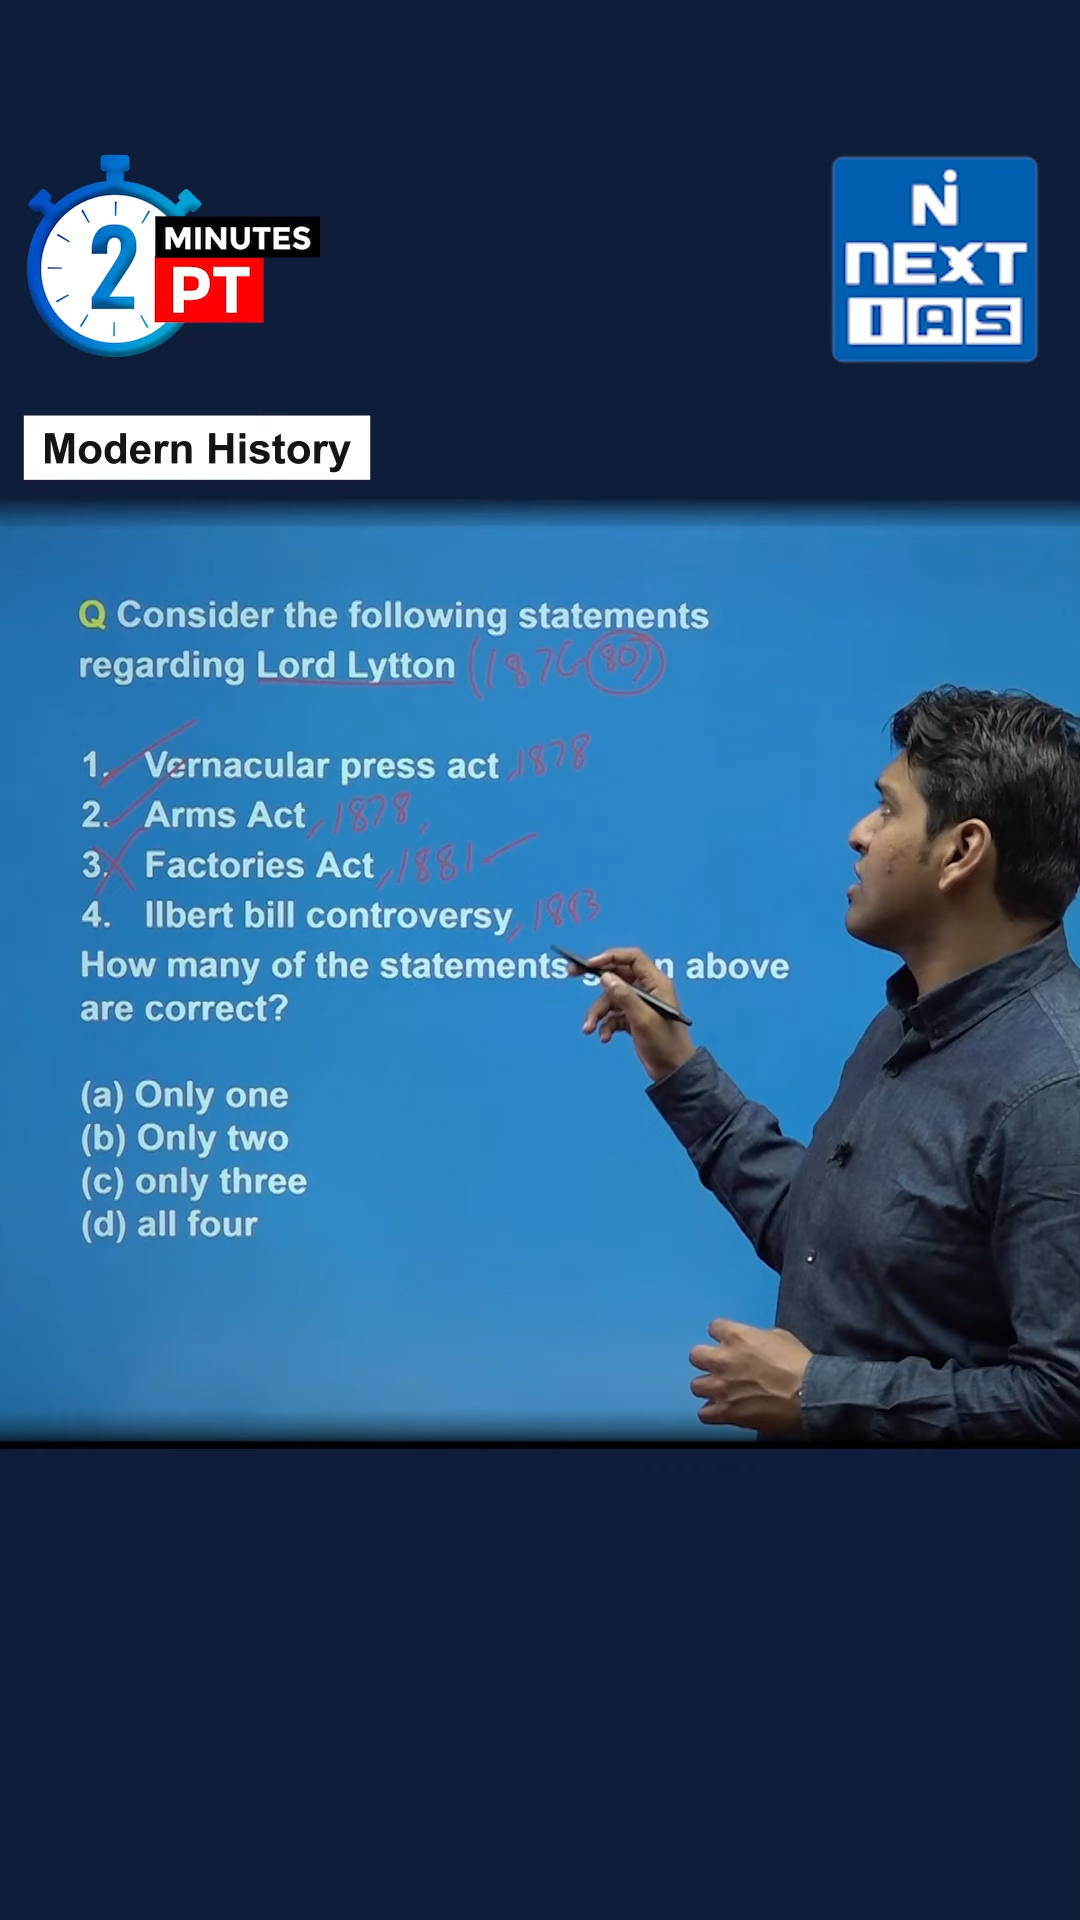 2
MINUTES
PT
Ni
NEXT
IAS
Modern History
Q Consider the following statements
regarding Lord Lytton (1876-80)
1. Vernacular press act, 1878
2. Arms Act, 1878,
3. Factories Act, 1881
4. Ilbert bill controversy, 1883
How many of the statements above
are correct?
(a) Only one
(b) Only two
(c) only three
(d) all four